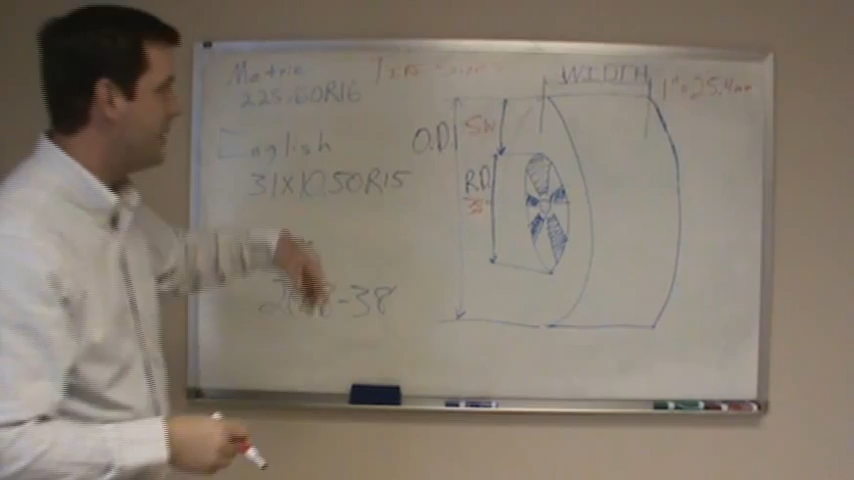 Metric
225.60R16
English
31X10.50R15
-38
WIDTH
1"=25.4mm
O.D.
S.W
R.D.